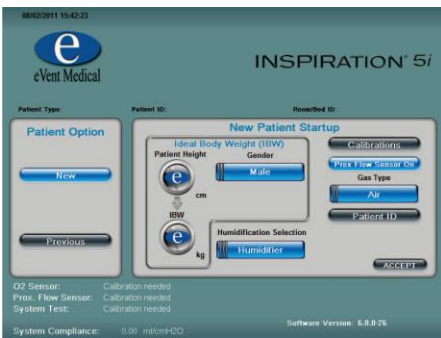 08/02/2011 15:42:23
e
eVent Medical
INSPIRATION® 5i
Patient Type: Patient ID: Room/Bed ID:
Patient Option
New
Previous
New Patient Startup
Ideal Body Weight (IBW)
Patient Height Gender
e
cm
Male
IBW
e
kg
Humidification Selection
Humidifier
Calibrations
Prox Flow Sensor On
Gas Type
Air
Patient ID
ACCEPT
O2 Sensor: Calibration needed
Prox. Flow Sensor: Calibration needed
System Test: Calibration needed
System Compliance: 0.00 ml/cmH2O
Software Version: 6.0.0-26